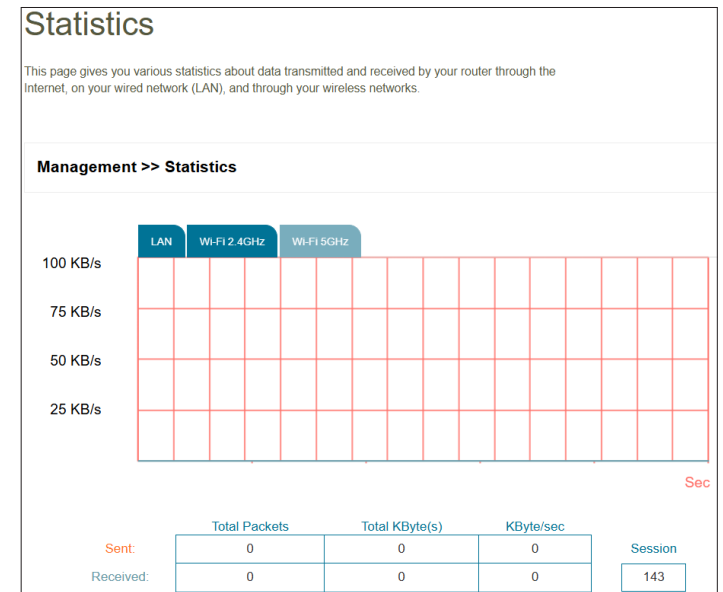 Statistics
This page gives you various statistics about data transmitted and received by your router through the
Internet, on your wired network (LAN), and through your wireless networks.
Management >> Statistics
LAN Wi-Fi 2.4GHz Wi-Fi 5GHz
100 KB/s
75 KB/s
50 KB/s
25 KB/s
Sec
Total Packets Total KByte(s) KByte/sec
Sent: 0 0 0 Session
Received: 0 0 0 143